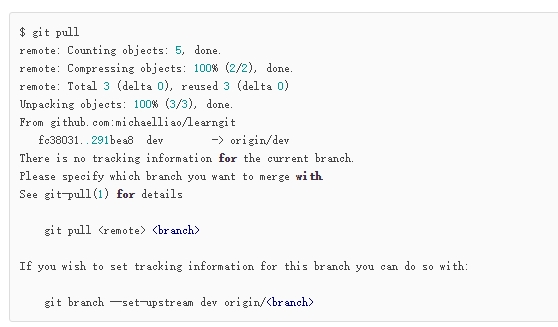 $ git pull
remote: Counting objects: 5, done.
remote: Compressing objects: 100% (2/2), done.
remote: Total 3 (delta 0), reused 3 (delta 0)
Unpacking objects: 100% (3/3), done.
From github.com:michaelliao/learngit
fc38031..291bea8 dev -> origin/dev
There is no tracking information for the current branch.
Please specify which branch you want to merge with.
See git-pull(1) for details
git pull <remote> <branch>
If you wish to set tracking information for this branch you can do so with:
git branch --set-upstream dev origin/<branch>